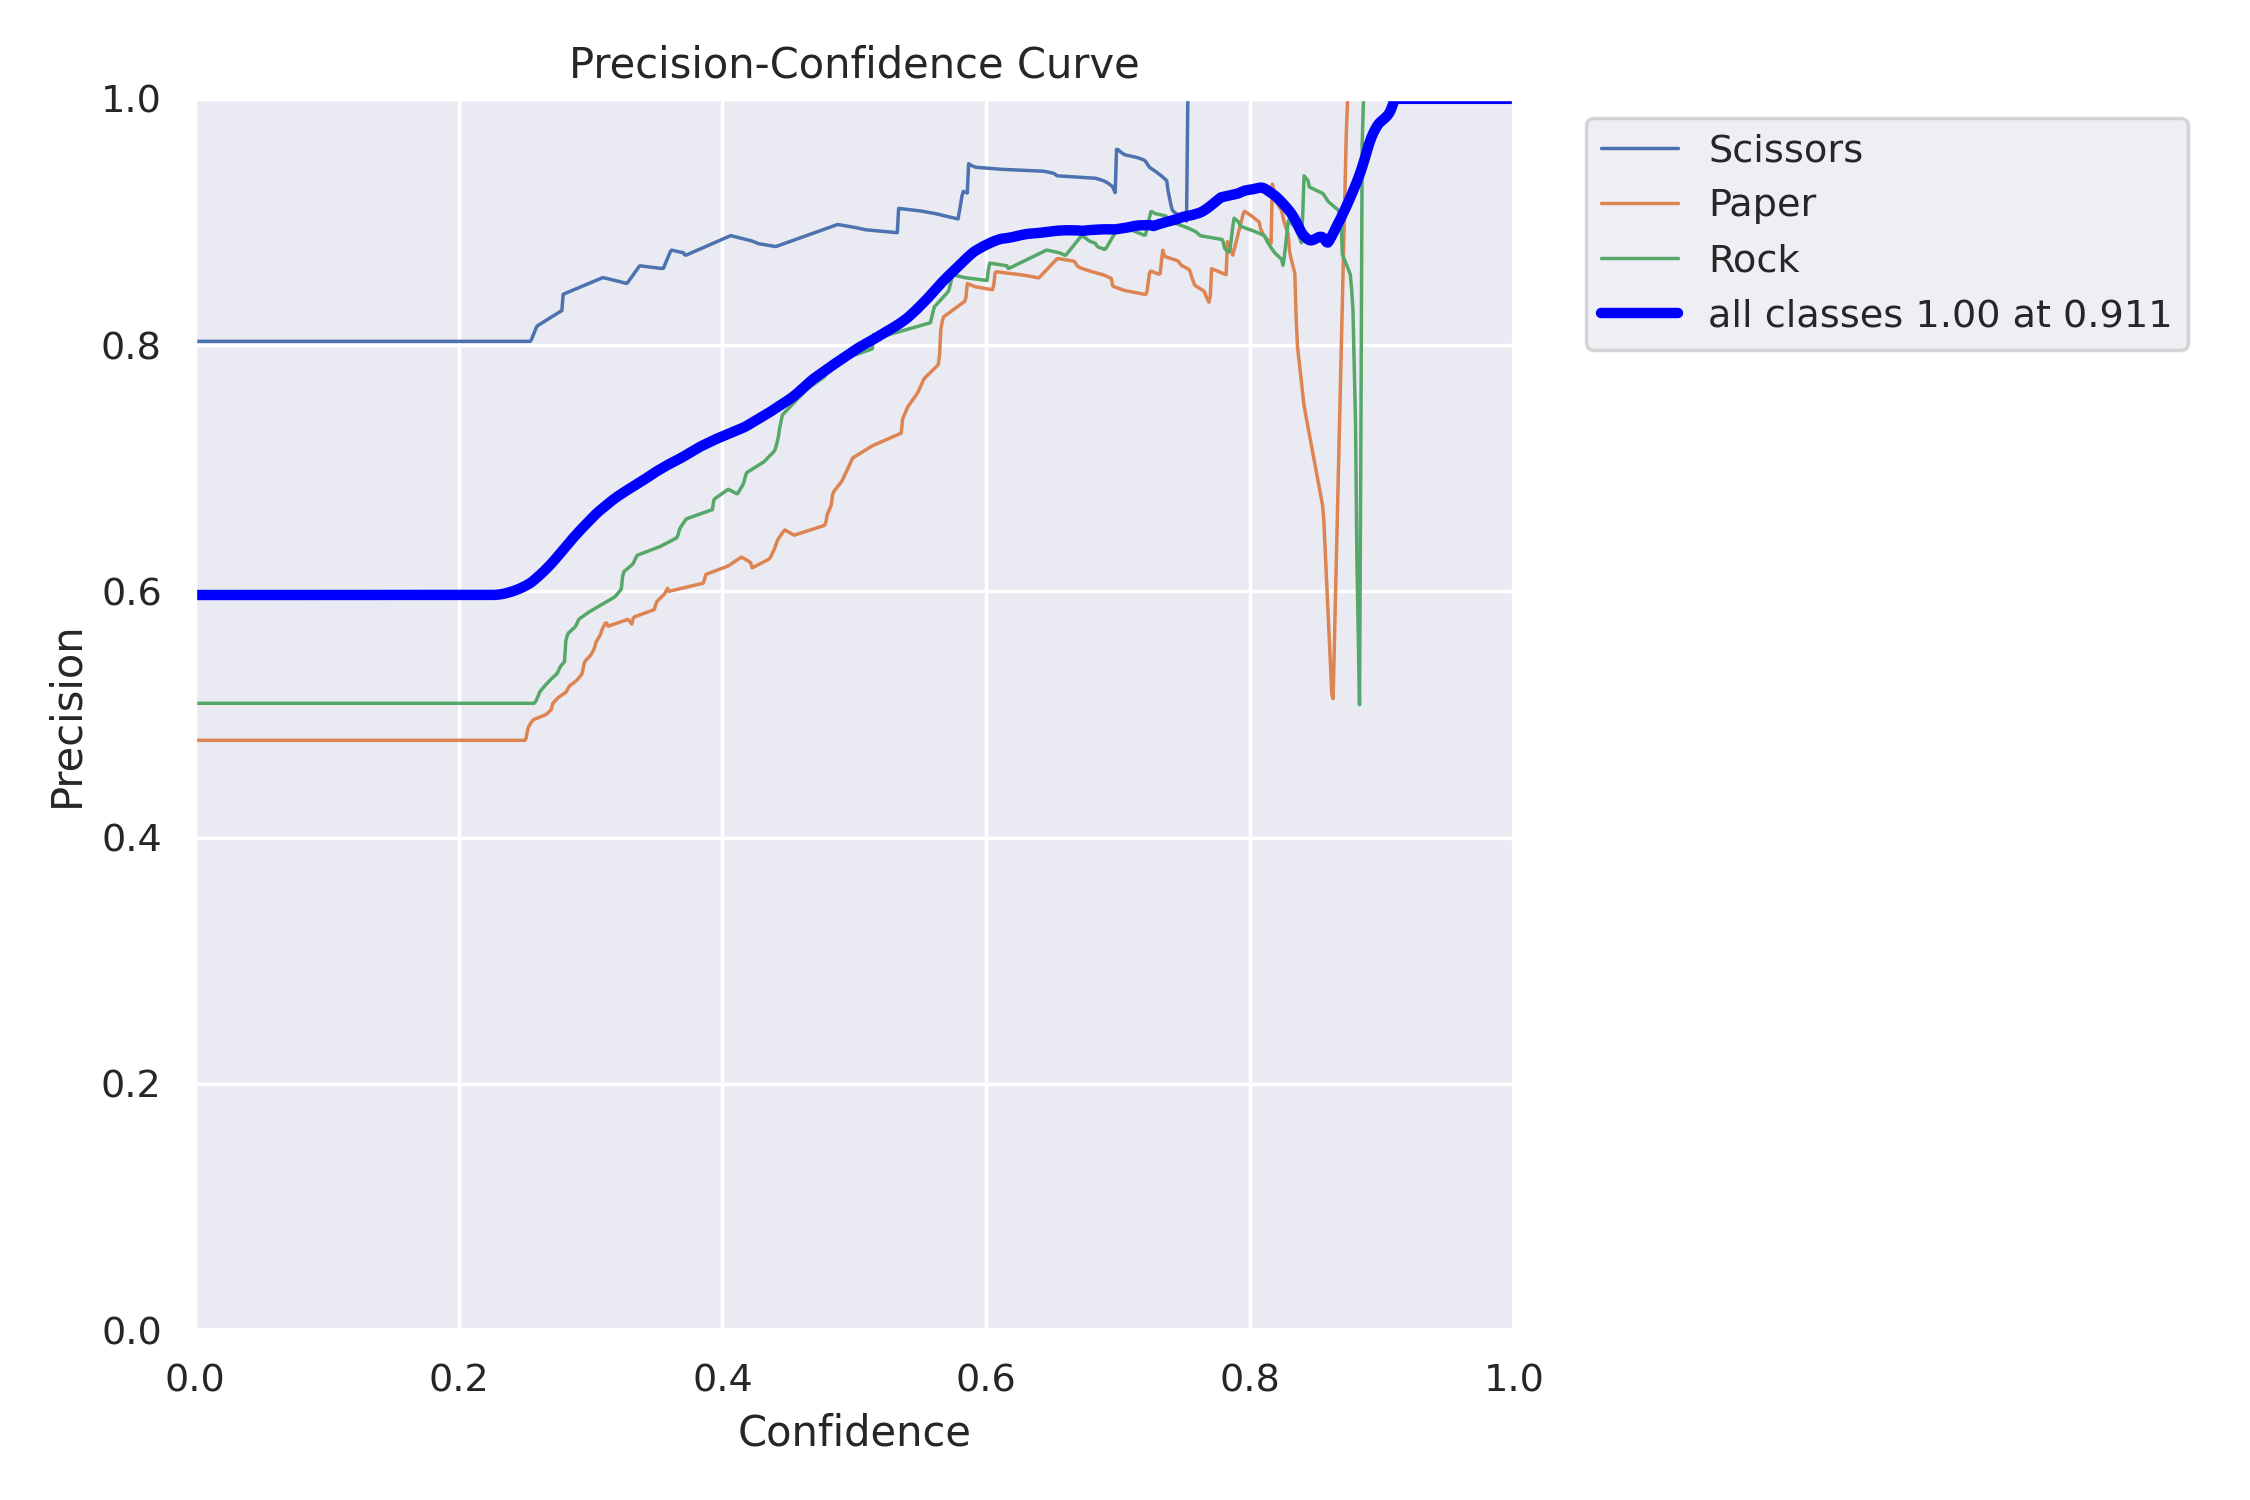 Precision-Confidence Curve
1.0
0.8
0.6
0.4
0.2
0.0
Precision
0.0 0.2 0.4 0.6 0.8 1.0
Confidence
Scissors
Paper
Rock
all classes 1.00 at 0.911